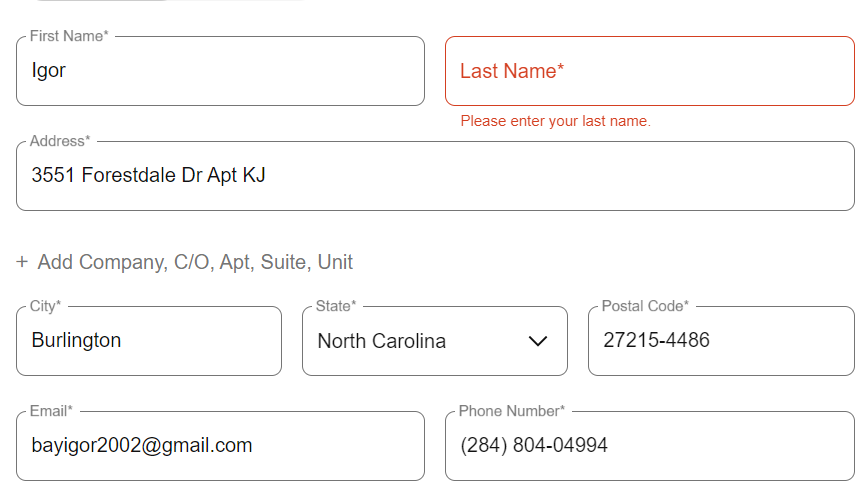 First Name*
Igor
Last Name*
Please enter your last name.
Address*
3551 Forestdale Dr Apt KJ
+ Add Company, C/O, Apt, Suite, Unit
City* State* Postal Code*
Burlington North Carolina 27215-4486
Email* Phone Number*
bayigor2002@gmail.com (284) 804-04994